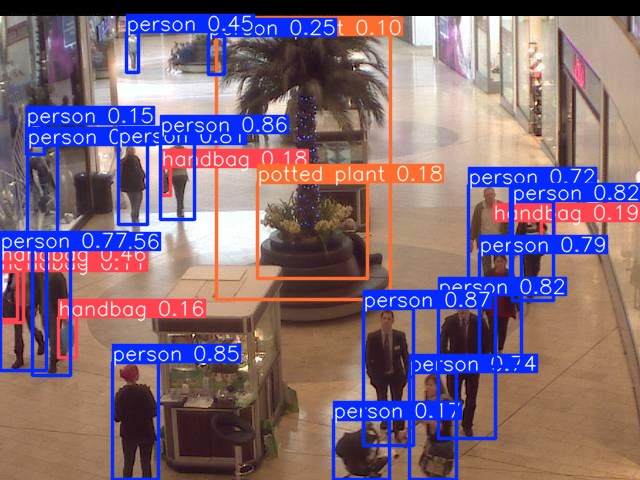 person 0.45
person 0.25
t 0.10
person 0.15
person 0.86
person 0.81
handbag 0.18
potted plant 0.18
person 0.72
person 0.82
handbag 0.19
person 0.77
.56
person 0.79
handbag 0.46
person 0.82
person 0.87
handbag 0.16
person 0.85
person 0.74
person 0.17